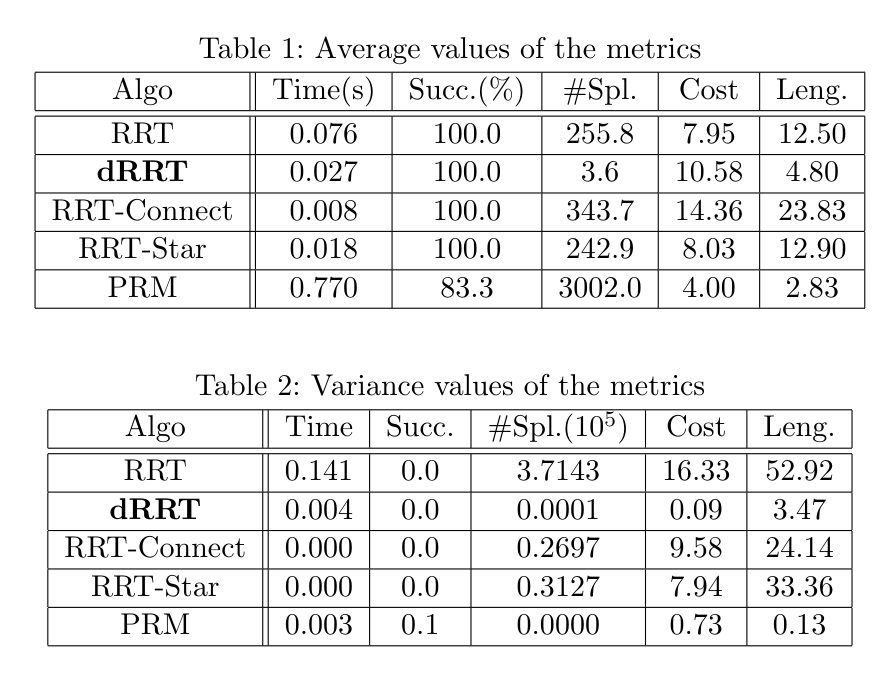 Table 1: Average values of the metrics
Algo Time(s) Succ.(%) #Spl. Cost Leng.
RRT 0.076 100.0 255.8 7.95 12.50
dRRT 0.027 100.0 3.6 10.58 4.80
RRT-Connect 0.008 100.0 343.7 14.36 23.83
RRT-Star 0.018 100.0 242.9 8.03 12.90
PRM 0.770 83.3 3002.0 4.00 2.83
Table 2: Variance values of the metrics
Algo Time Succ. #Spl.(10⁵) Cost Leng.
RRT 0.141 0.0 3.7143 16.33 52.92
dRRT 0.004 0.0 0.0001 0.09 3.47
RRT-Connect 0.000 0.0 0.2697 9.58 24.14
RRT-Star 0.000 0.0 0.3127 7.94 33.36
PRM 0.003 0.1 0.0000 0.73 0.13